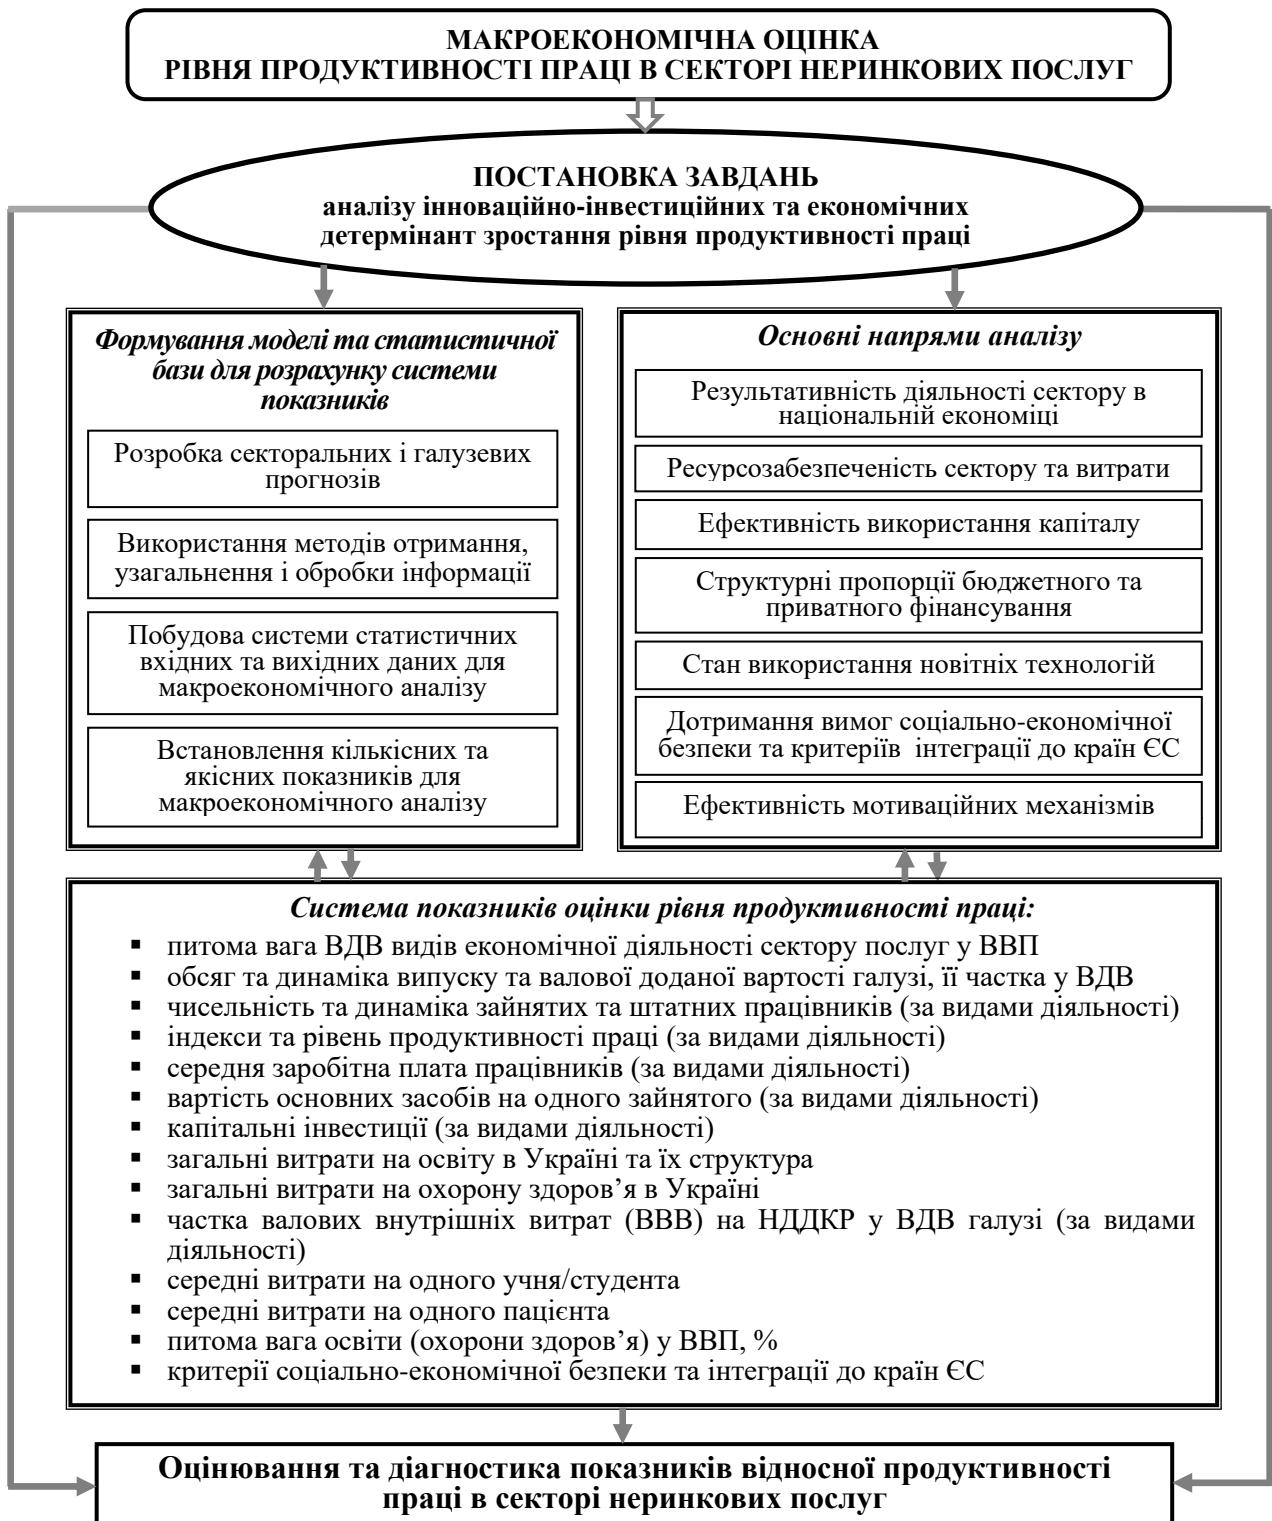 МАКРОЕКОНОМІЧНА ОЦІНКА
РІВНЯ ПРОДУКТИВНОСТІ ПРАЦІ В СЕКТОРІ НЕРИНКОВИХ ПОСЛУГ
ПОСТАНОВКА ЗАВДАНЬ
аналізу інноваційно-інвестиційних та економічних
детермінант зростання рівня продуктивності праці
Формування моделі та статистичної
бази для розрахунку системи
показників
Розробка секторальних і галузевих
прогнозів
Використання методів отримання,
узагальнення і обробки інформації
Побудова системи статистичних
вхідних та вихідних даних для
макроекономічного аналізу
Встановлення кількісних та
якісних показників для
макроекономічного аналізу
Основні напрями аналізу
Результативність діяльності сектору в
національній економіці
Ресурсозабезпеченість сектору та витрати
Ефективність використання капіталу
Структурні пропорції бюджетного та
приватного фінансування
Стан використання новітніх технологій
Дотримання вимог соціально-економічної
безпеки та критеріїв інтеграції до країн ЄС
Ефективність мотиваційних механізмів
Система показників оцінки рівня продуктивності праці:
▪ питома вага ВДВ видів економічної діяльності сектору послуг у ВВП
▪ обсяг та динаміка випуску та валової доданої вартості галузі, її частка у ВДВ
▪ чисельність та динаміка зайнятих та штатних працівників (за видами діяльності)
▪ індекси та рівень продуктивності праці (за видами діяльності)
▪ середня заробітна плата працівників (за видами діяльності)
▪ вартість основних засобів на одного зайнятого (за видами діяльності)
▪ капітальні інвестиції (за видами діяльності)
▪ загальні витрати на освіту в Україні та їх структура
▪ загальні витрати на охорону здоров’я в Україні
▪ частка валових внутрішніх витрат (ВВВ) на НДДКР у ВДВ галузі (за видами
діяльності)
▪ середні витрати на одного учня/студента
▪ середні витрати на одного пацієнта
▪ питома вага освіти (охорони здоров’я) у ВВП, %
▪ критерії соціально-економічної безпеки та інтеграції до країн ЄС
Оцінювання та діагностика показників відносної продуктивності
праці в секторі неринкових послуг